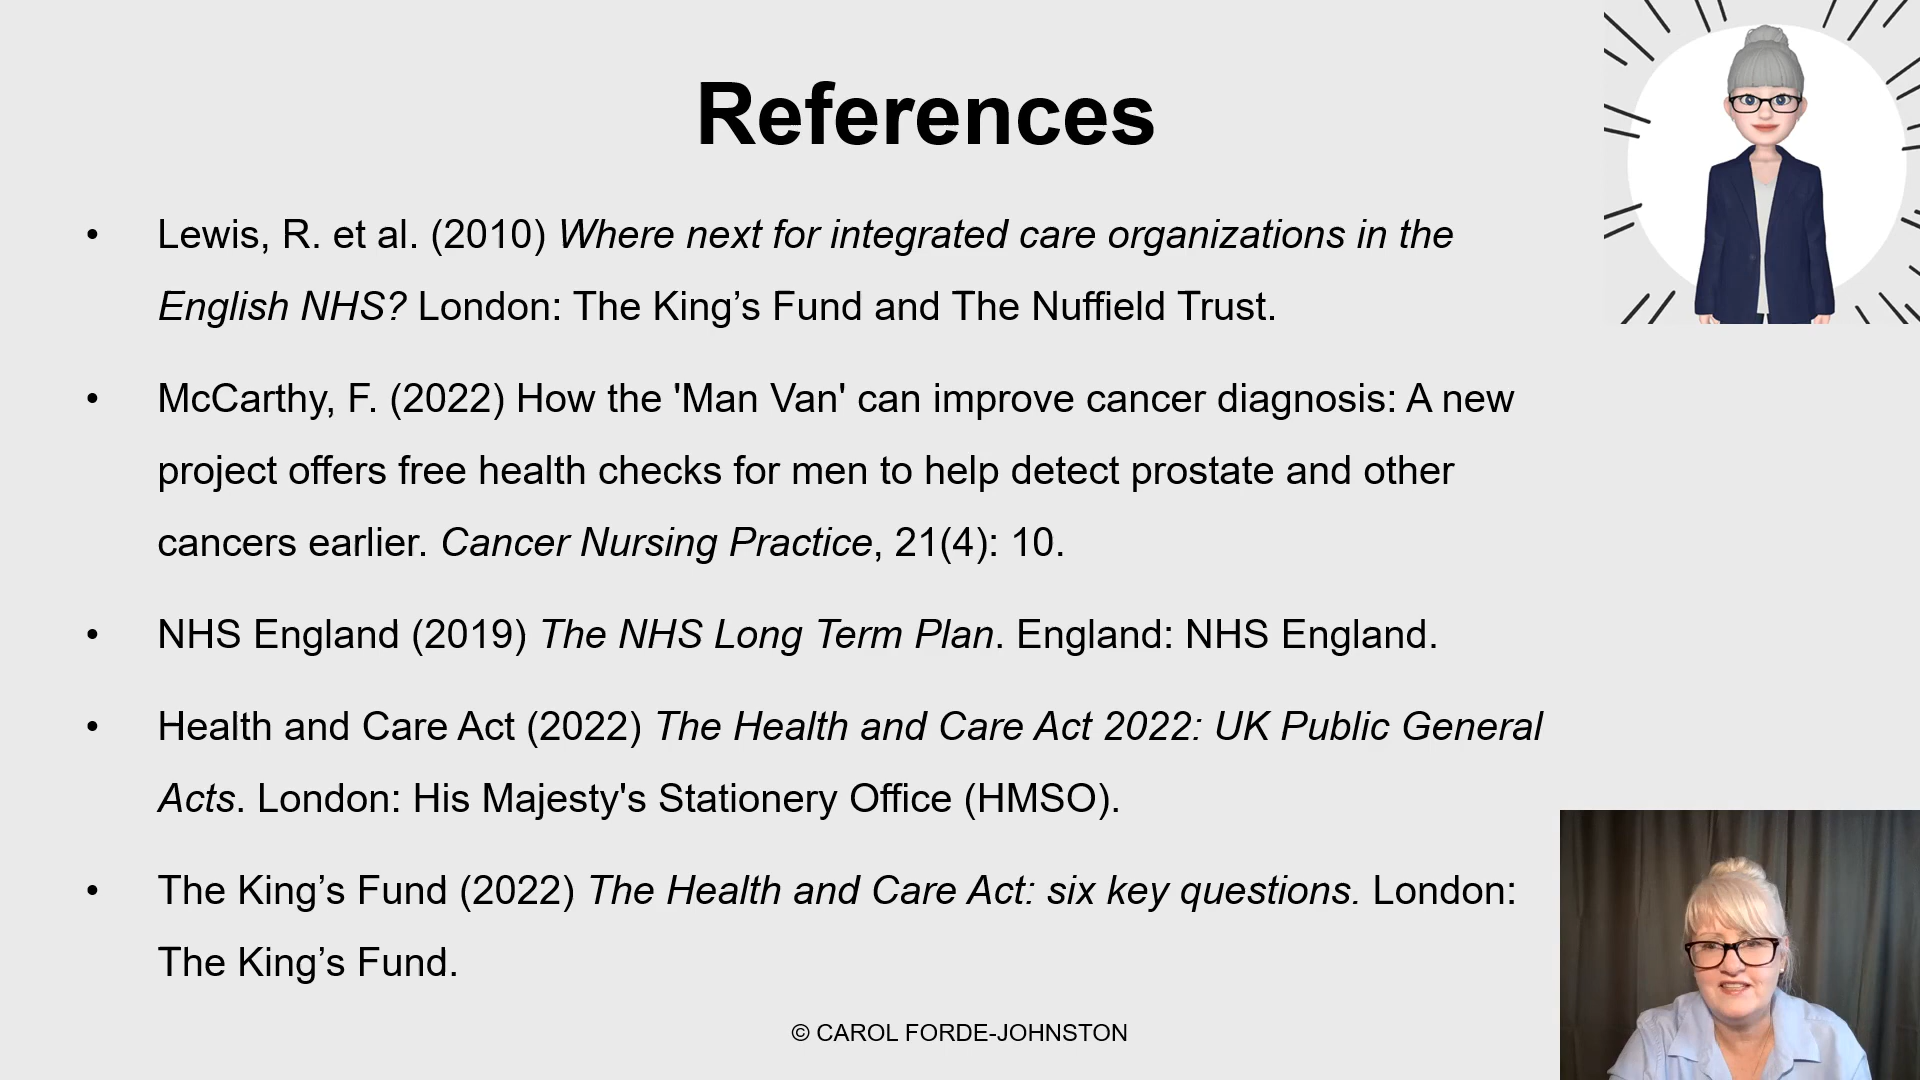 References
• Lewis, R. et al. (2010) Where next for integrated care organizations in the
English NHS? London: The King’s Fund and The Nuffield Trust.
• McCarthy, F. (2022) How the 'Man Van' can improve cancer diagnosis: A new
project offers free health checks for men to help detect prostate and other
cancers earlier. Cancer Nursing Practice, 21(4): 10.
• NHS England (2019) The NHS Long Term Plan. England: NHS England.
• Health and Care Act (2022) The Health and Care Act 2022: UK Public General
Acts. London: His Majesty's Stationery Office (HMSO).
• The King’s Fund (2022) The Health and Care Act: six key questions. London:
The King’s Fund.
© CAROL FORDE-JOHNSTON